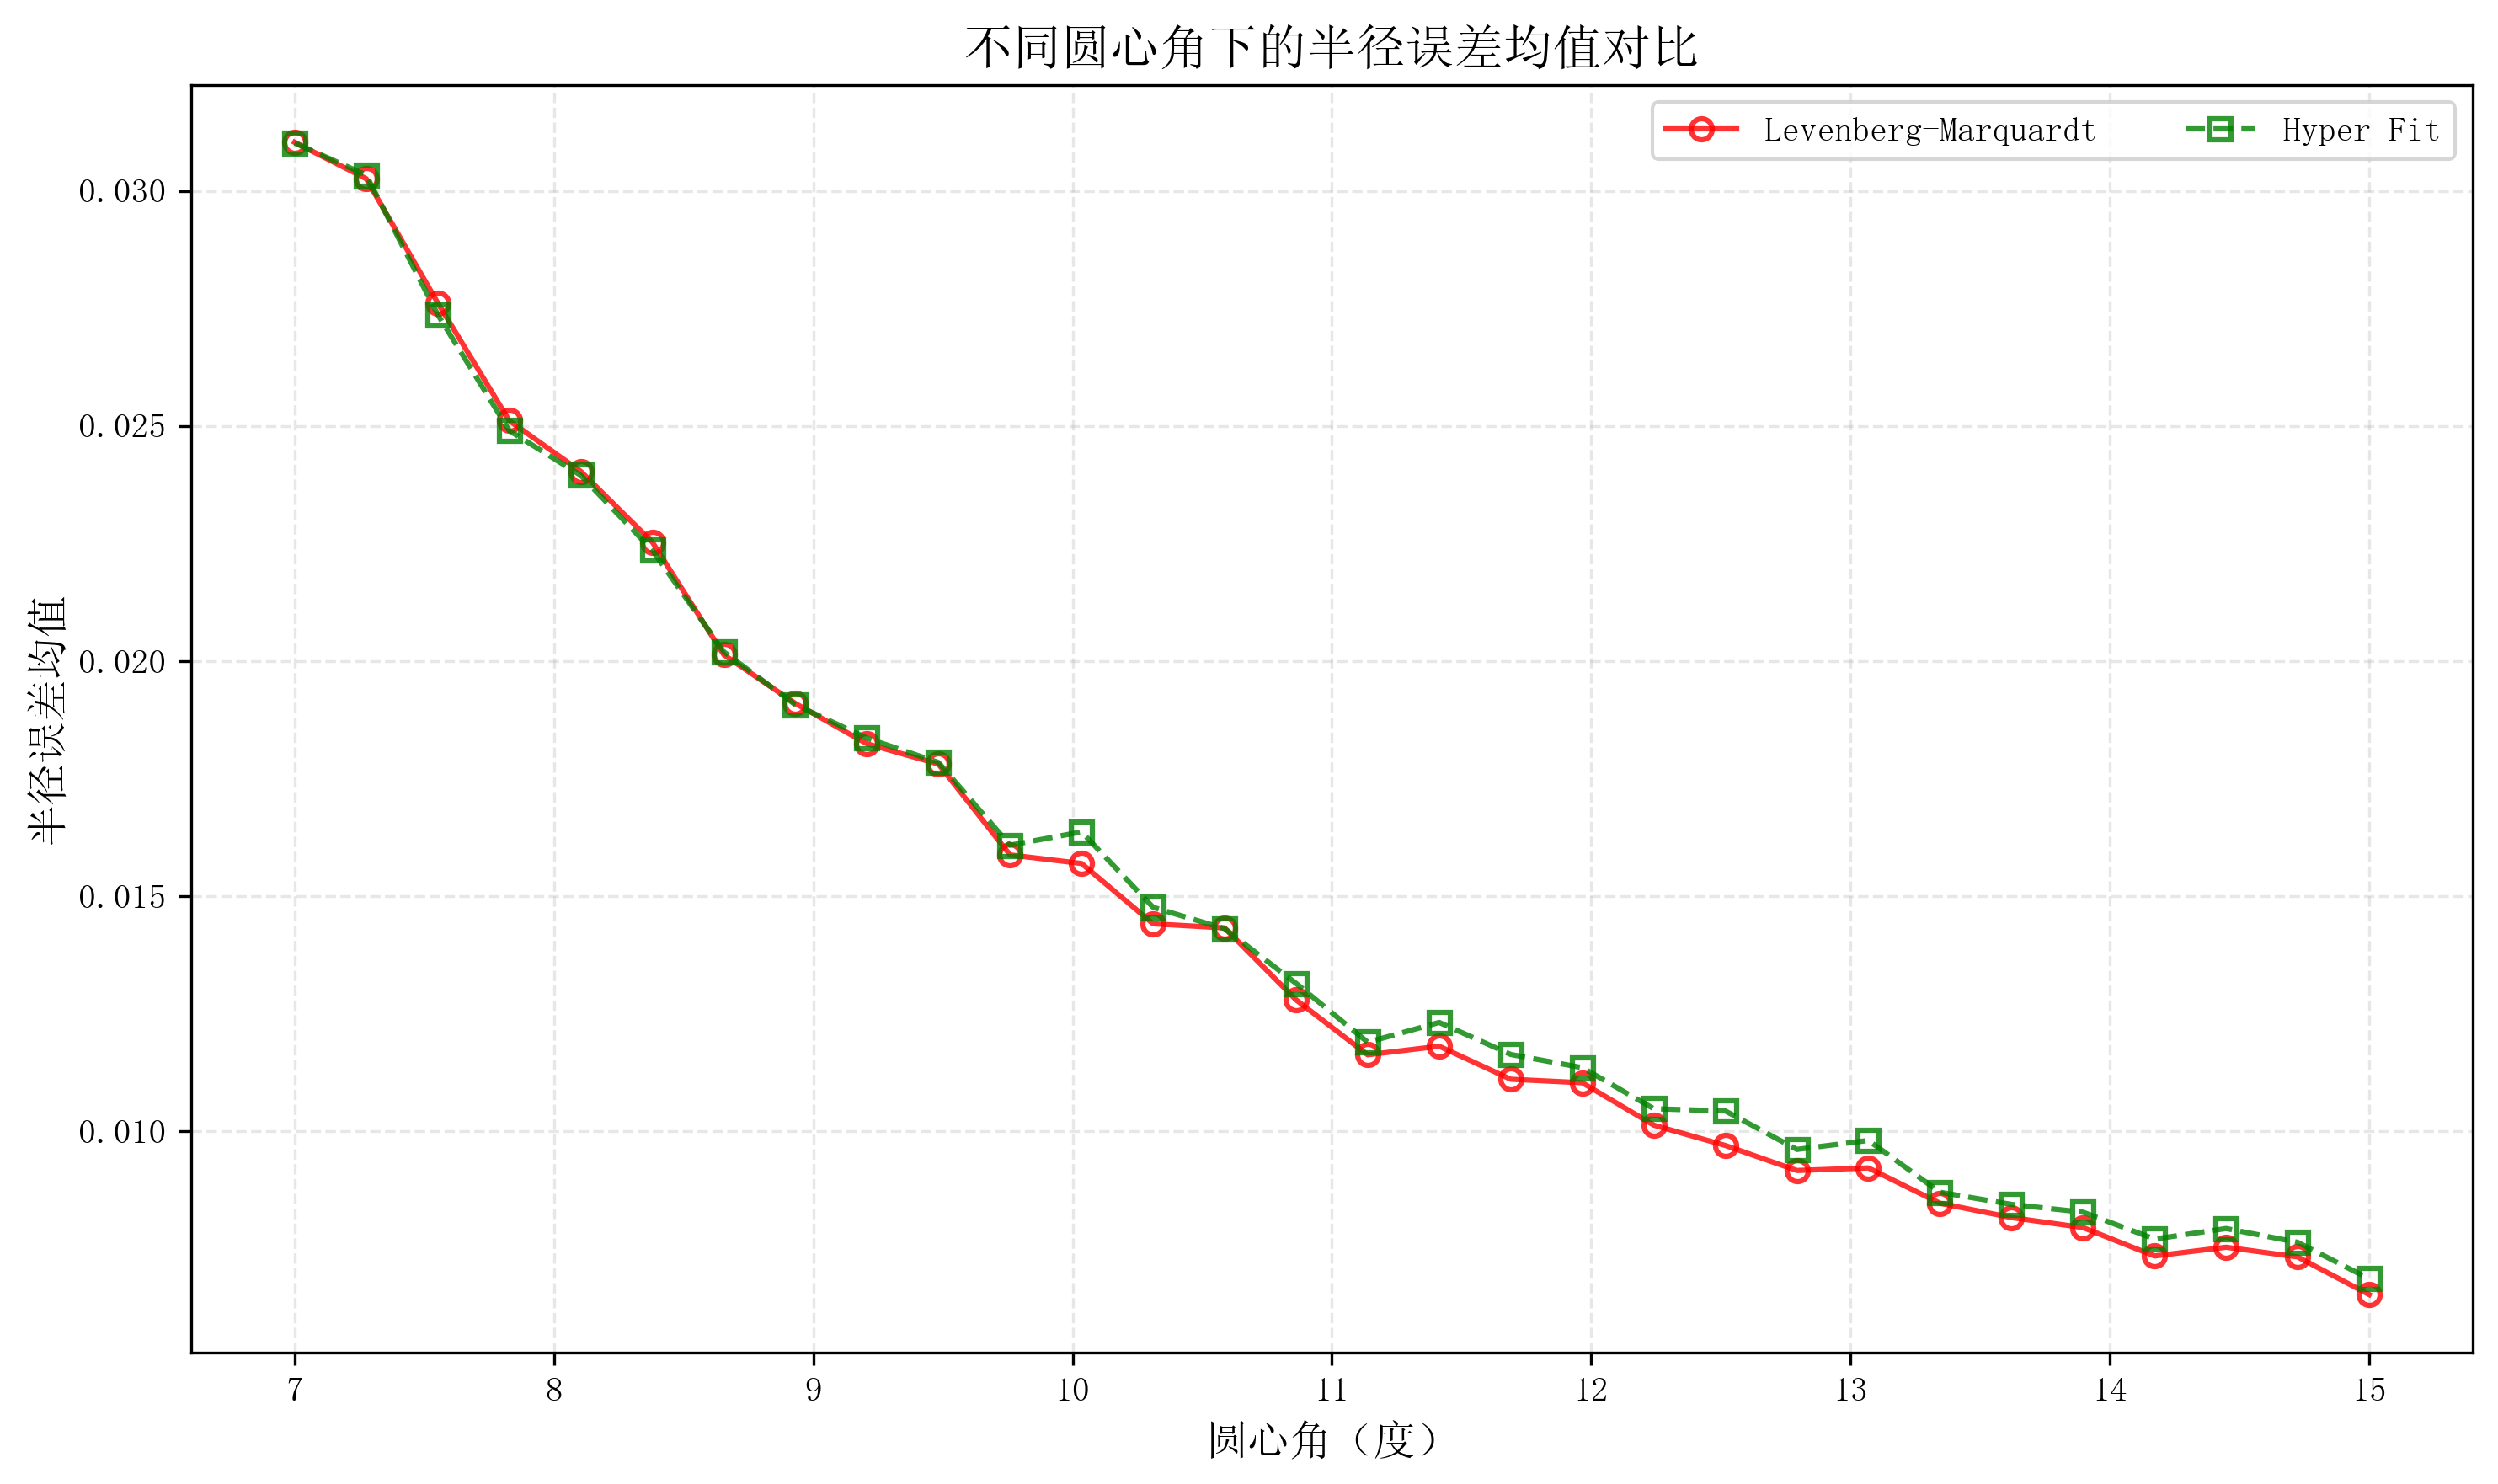 不同圆心角下的半径误差均值对比
Levenberg-Marquardt
Hyper Fit
半径误差均值
0.030
0.025
0.020
0.015
0.010
7 8 9 10 11 12 13 14 15
圆心角（度）